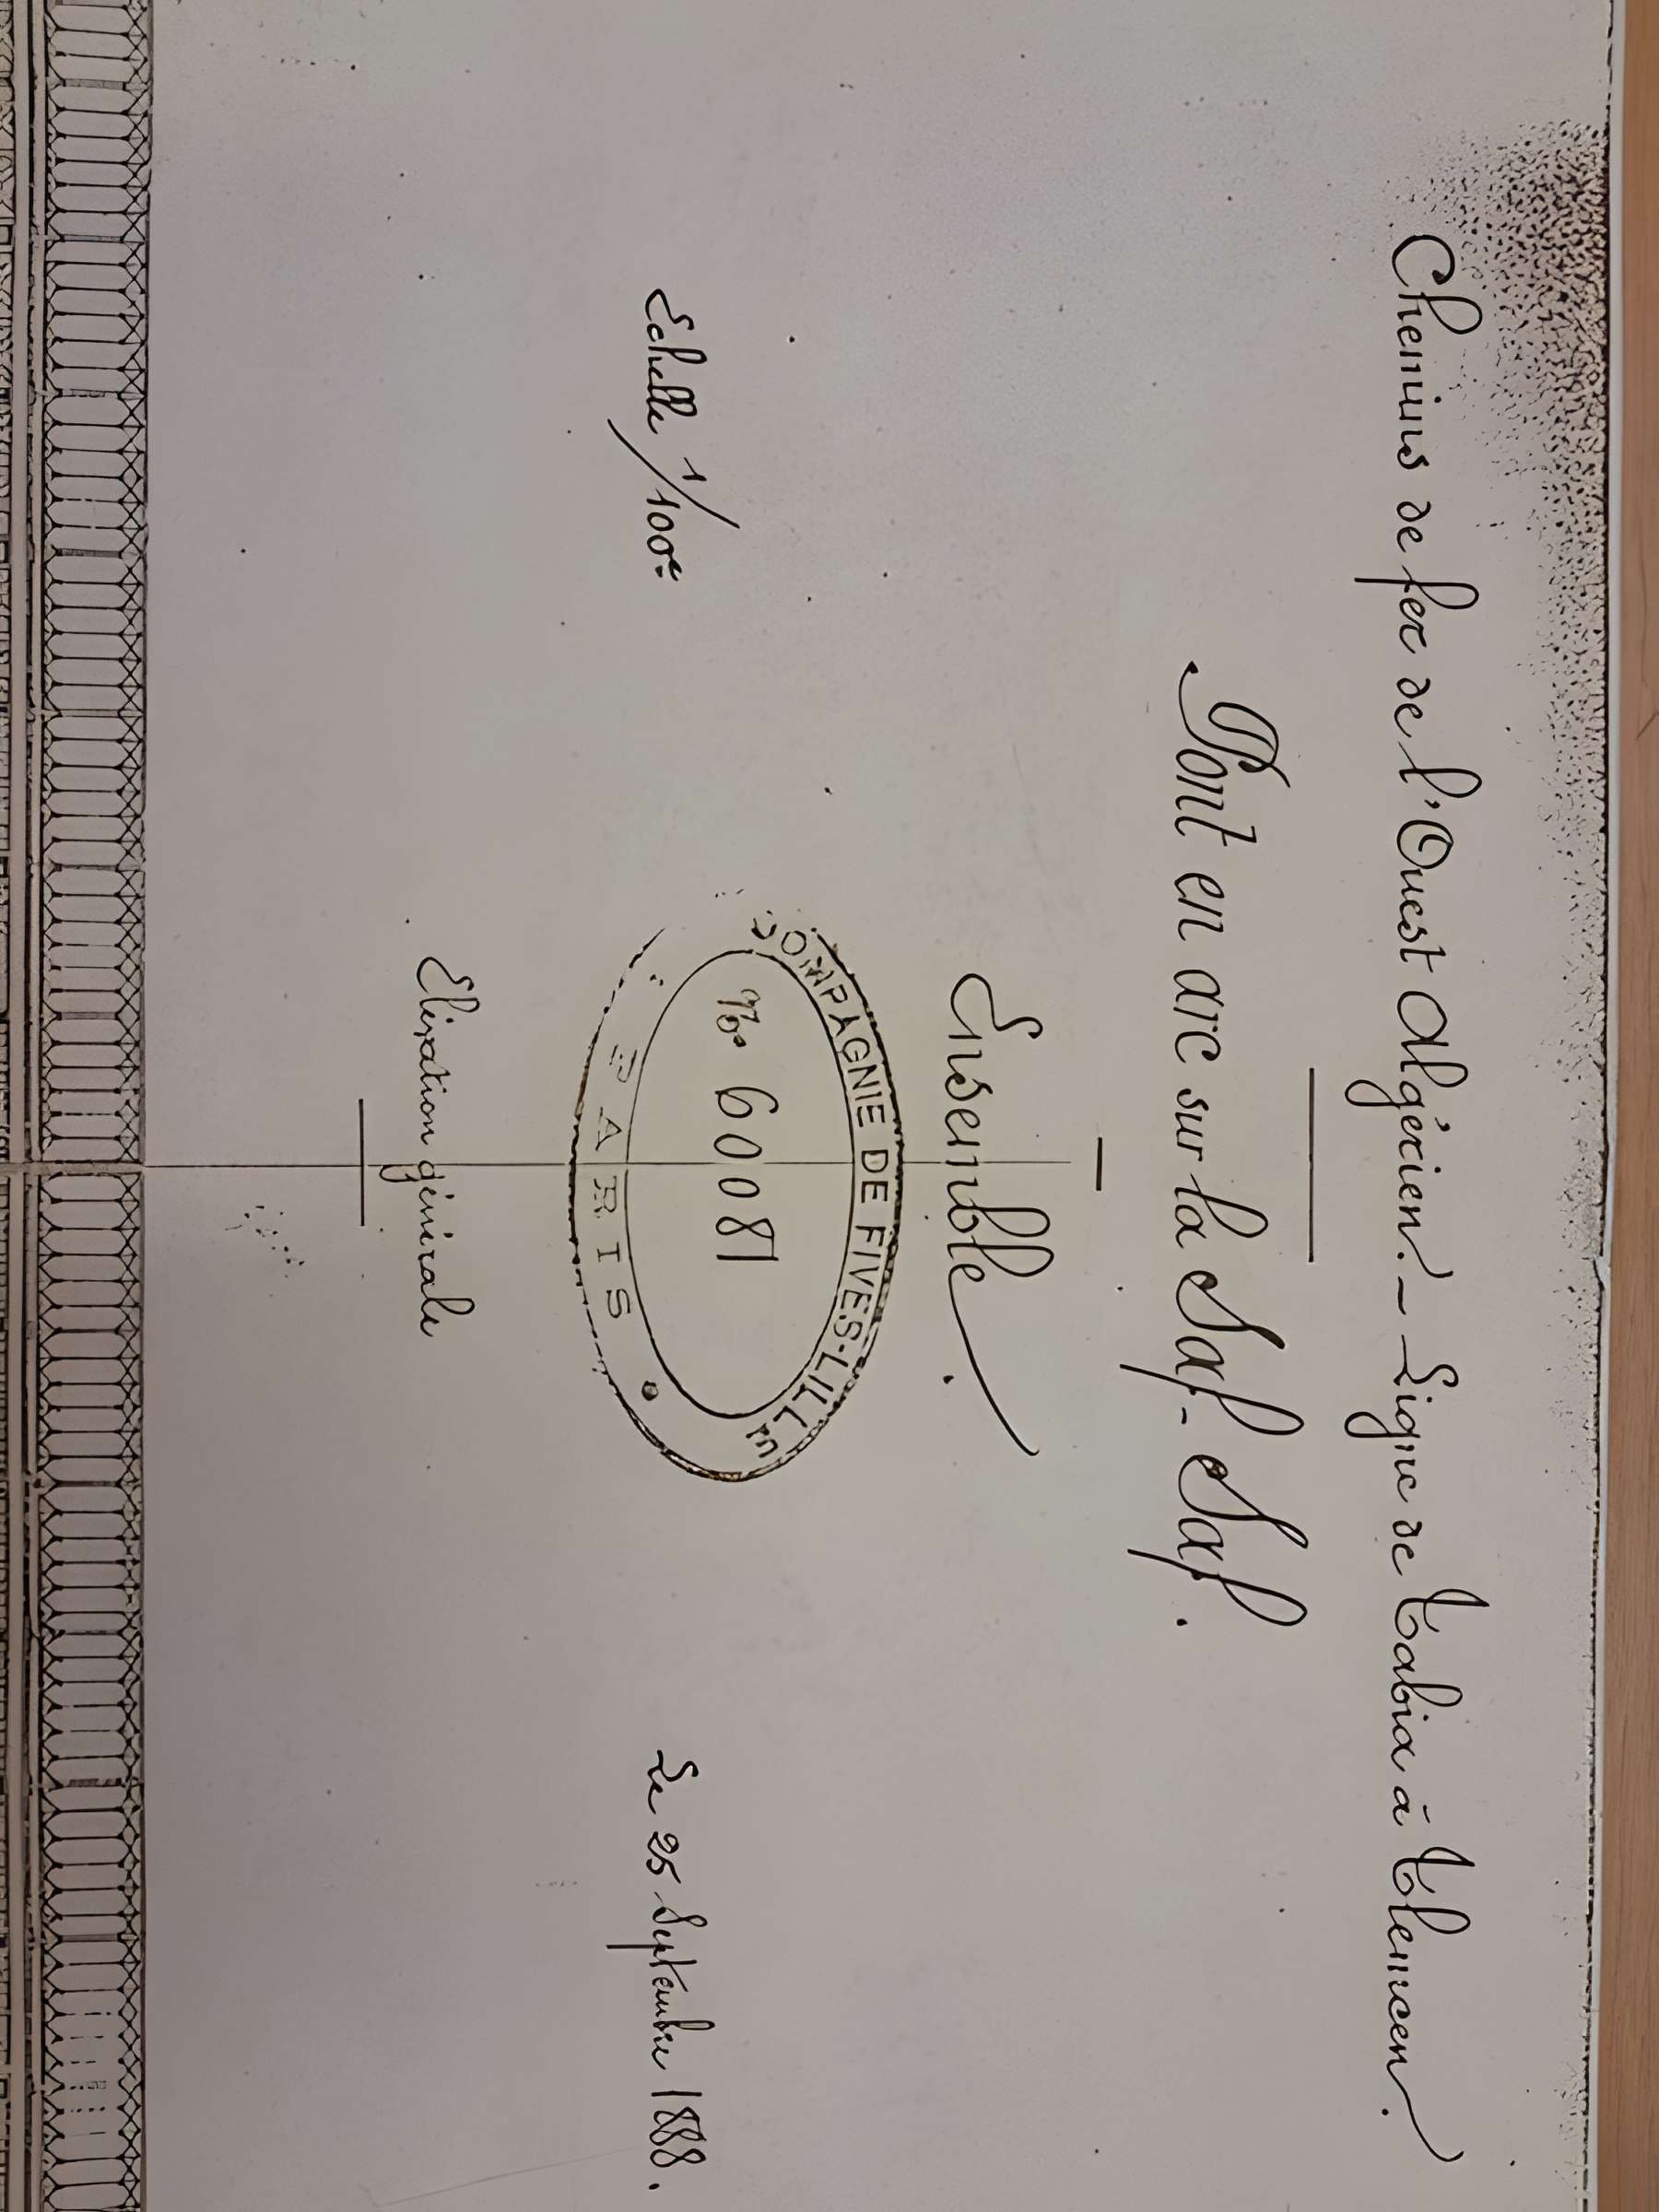 Chemins de fer de l'Ouest Algérien. - Ligne de Tabia à Tlemcen.
Pont en arc sur la Saf-Saf.
Ensemble.
COMPAGNIE DE FIVES-LILLE
No 60081
PARIS
Echelle 1/100e
Le 25 Septembre 1888.
Elévation générale